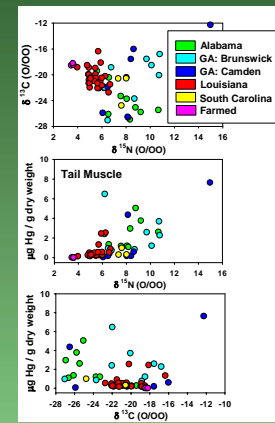 δ 13C (O/OO)
-12
-16
-20
-24
-28
2 4 6 8 10 12 14 16
δ 15N (O/OO)
Alabama
GA: Brunswick
GA: Camden
Louisiana
South Carolina
Farmed
Tail Muscle
µg Hg / g dry weight
10
8
6
4
2
0
2 4 6 8 10 12 14 16
δ 15N (O/OO)
µg Hg / g dry weight
10
8
6
4
2
0
-28 -26 -24 -22 -20 -18 -16 -14 -12 -10
δ 13C (O/OO)